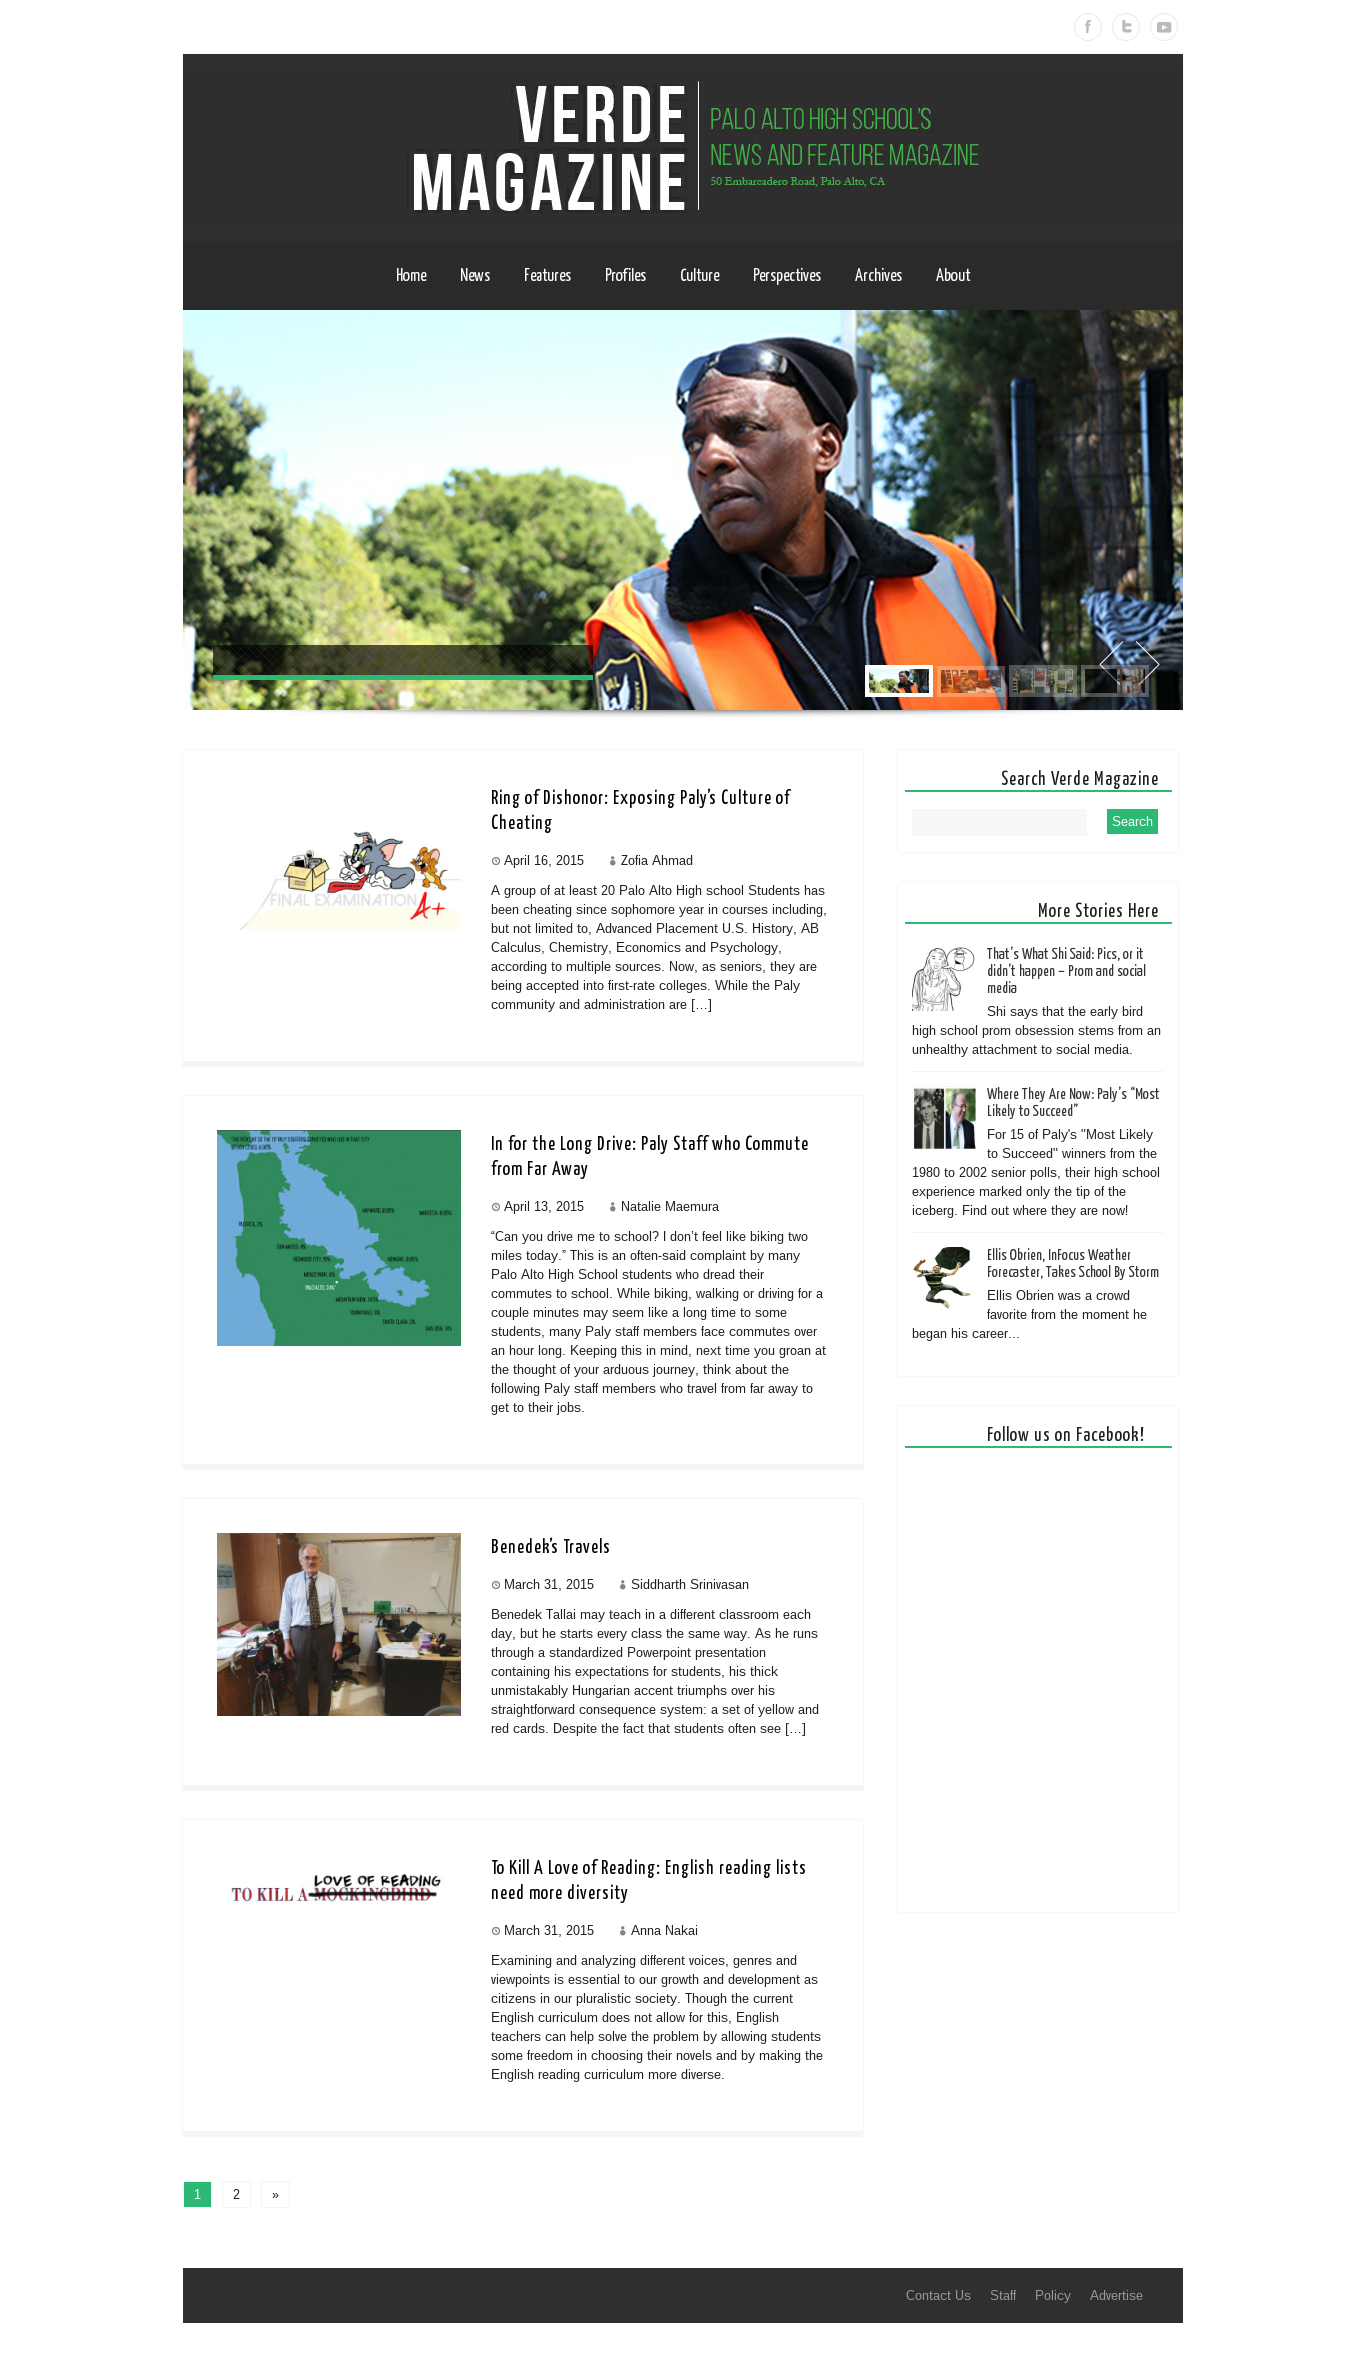 VERDE
MAGAZINE
PALO ALTO HIGH SCHOOL'S
NEWS AND FEATURE MAGAZINE
50 Embarcadero Road, Palo Alto, CA
Home News Features Profiles Culture Perspectives Archives About
FINAL EXAMINATION
A+
Ring of Dishonor: Exposing Paly’s Culture of
Cheating
April 16, 2015 Zofia Ahmad
A group of at least 20 Palo Alto High school Students has
been cheating since sophomore year in courses including,
but not limited to, Advanced Placement U.S. History, AB
Calculus, Chemistry, Economics and Psychology,
according to multiple sources. Now, as seniors, they are
being accepted into first-rate colleges. While the Paly
community and administration are […]
In for the Long Drive: Paly Staff who Commute
from Far Away
April 13, 2015 Natalie Maemura
“Can you drive me to school? I don’t feel like biking two
miles today.” This is an often-said complaint by many
Palo Alto High School students who dread their
commutes to school. While biking, walking or driving for a
couple minutes may seem like a long time to some
students, many Paly staff members face commutes over
an hour long. Keeping this in mind, next time you groan at
the thought of your arduous journey, think about the
following Paly staff members who travel from far away to
get to their jobs.
Benedek’s Travels
March 31, 2015 Siddharth Srinivasan
Benedek Tallai may teach in a different classroom each
day, but he starts every class the same way. As he runs
through a standardized Powerpoint presentation
containing his expectations for students, his thick
unmistakably Hungarian accent triumphs over his
straightforward consequence system: a set of yellow and
red cards. Despite the fact that students often see […]
LOVE OF READING
TO KILL A MOCKINGBIRD
To Kill A Love of Reading: English reading lists
need more diversity
March 31, 2015 Anna Nakai
Examining and analyzing different voices, genres and
viewpoints is essential to our growth and development as
citizens in our pluralistic society. Though the current
English curriculum does not allow for this, English
teachers can help solve the problem by allowing students
some freedom in choosing their novels and by making the
English reading curriculum more diverse.
1 2 »
Search Verde Magazine
Search
More Stories Here
That’s What Shi Said: Pics, or it
didn’t happen – Prom and social
media
Shi says that the early bird
high school prom obsession stems from an
unhealthy attachment to social media.
Where They Are Now: Paly’s “Most
Likely to Succeed”
For 15 of Paly's "Most Likely
to Succeed" winners from the
1980 to 2002 senior polls, their high school
experience marked only the tip of the
iceberg. Find out where they are now!
Ellis Obrien, InFocus Weather
Forecaster, Takes School By Storm
Ellis Obrien was a crowd
favorite from the moment he
began his career...
Follow us on Facebook!
Contact Us Staff Policy Advertise